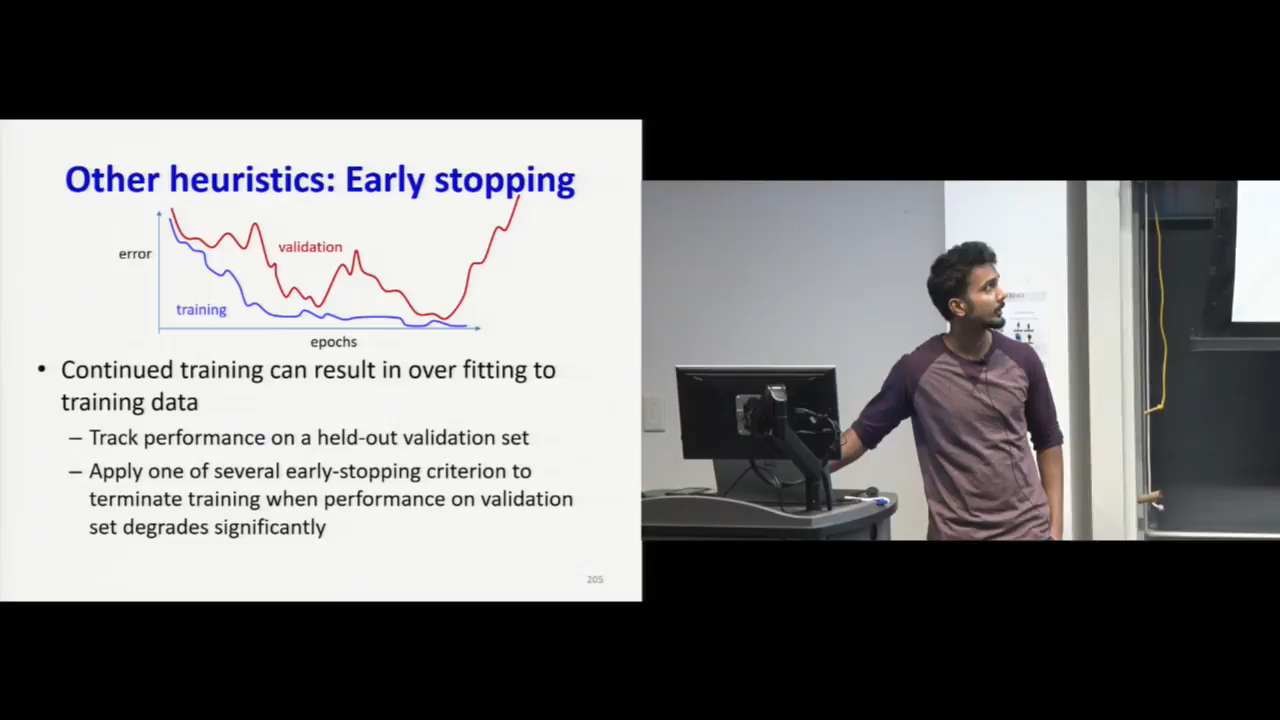 Other heuristics: Early stopping
error
validation
training
epochs
• Continued training can result in over fitting to
training data
– Track performance on a held-out validation set
– Apply one of several early-stopping criterion to
terminate training when performance on validation
set degrades significantly
205